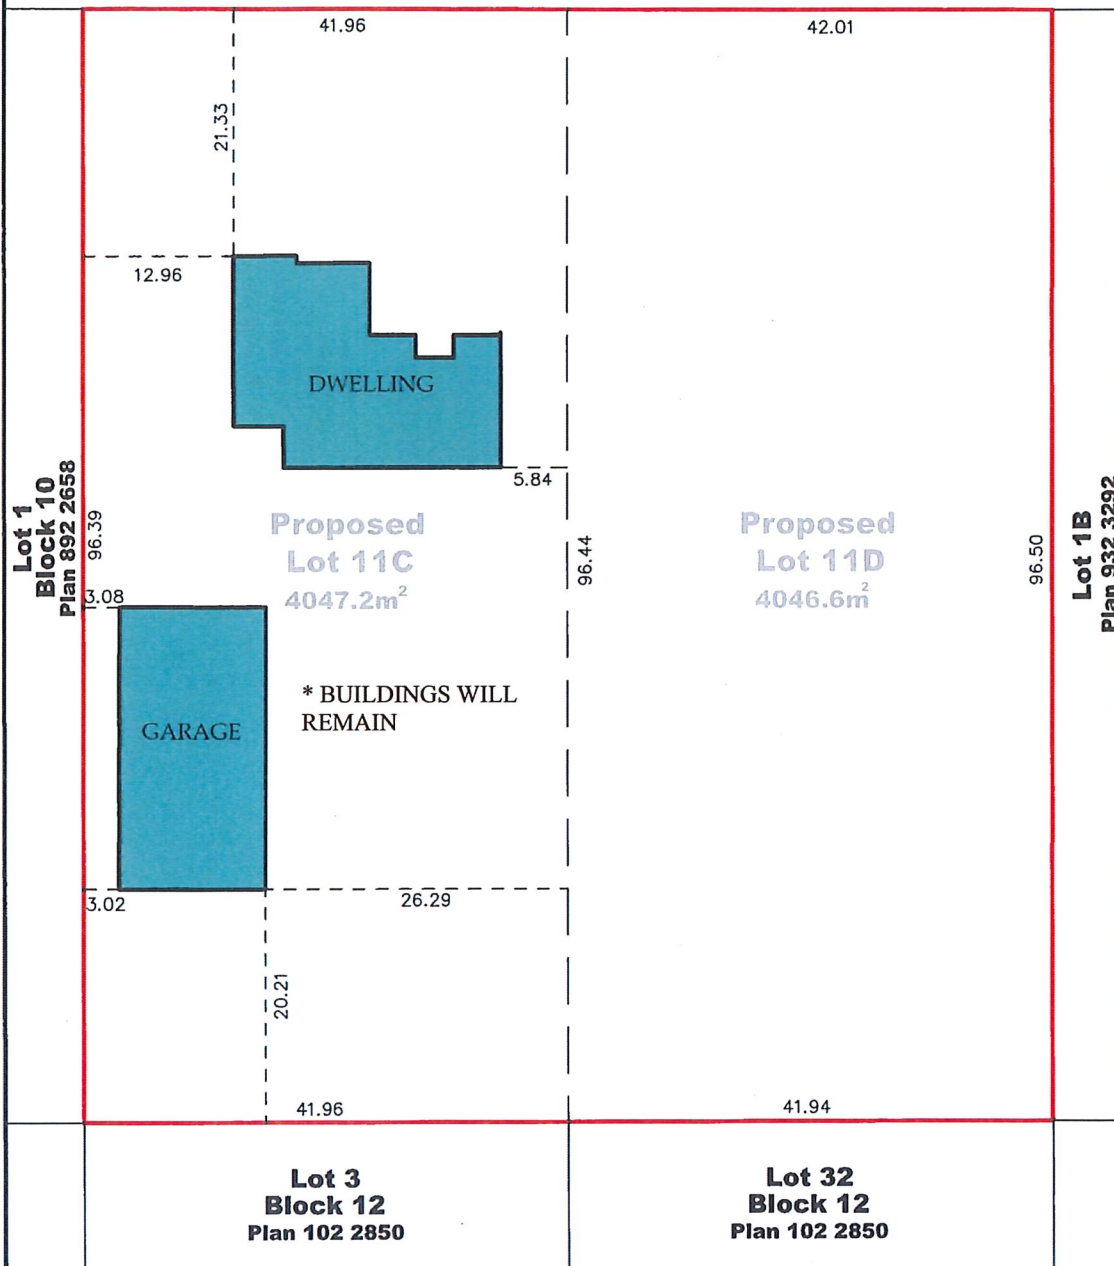 41.96
42.01
21.33
12.96
DWELLING
5.84
Lot 1
Block 10
Plan 892 2658
96.39
Proposed
Lot 11C
4047.2m²
96.44
Proposed
Lot 11D
4046.6m²
96.50
Lot 1B
Plan 932 3292
3.08
* BUILDINGS WILL
REMAIN
GARAGE
3.02
26.29
20.21
41.96
41.94
Lot 3
Block 12
Plan 102 2850
Lot 32
Block 12
Plan 102 2850